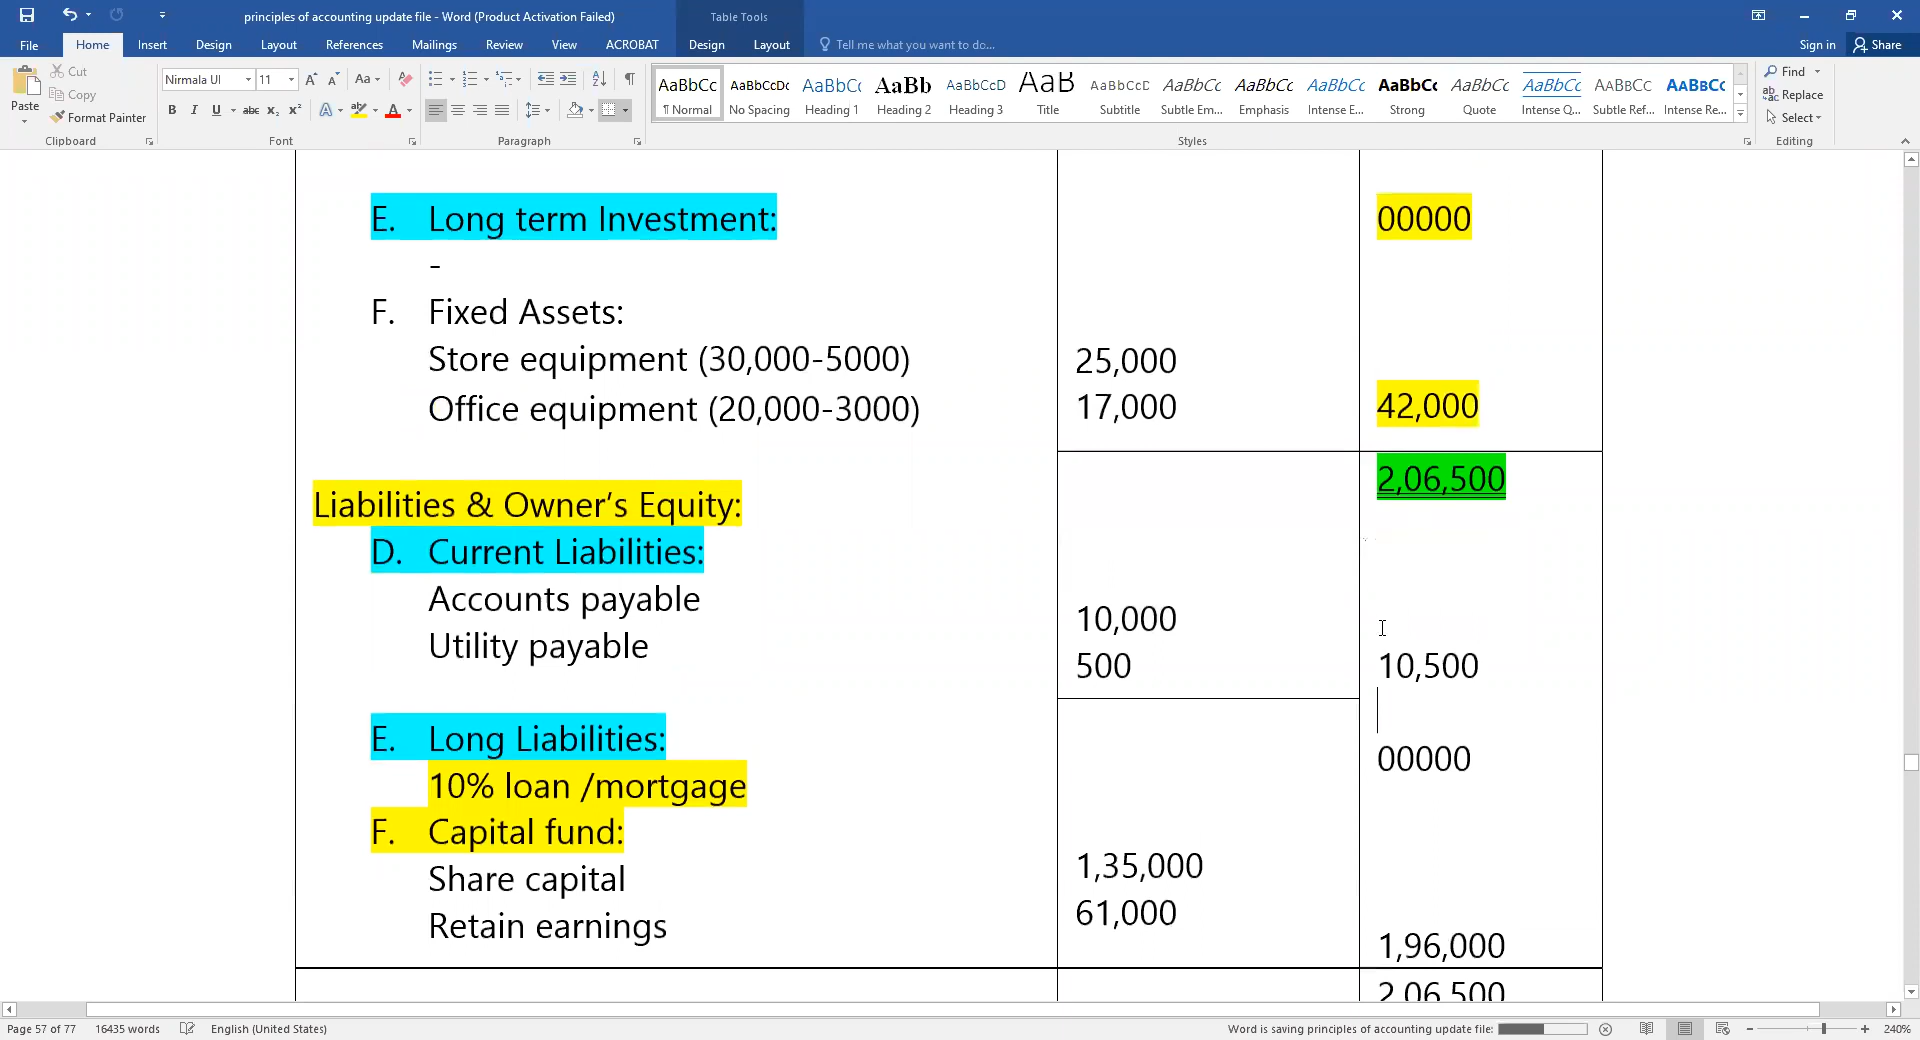 principles of accounting update file - Word (Product Activation Failed)
Table Tools
File Home Insert Design Layout References Mailings Review View ACROBAT Design Layout Tell me what you want to do... Sign in Share
Paste
Cut
Copy
Format Painter
Nirmala UI 11
AaBbCc AaBbCcDc AaBbCc AaBbC AaBbCcD AaB AaBbCcD AaBbCcDc AaBbCcDc AaBbCcDc AaBbCcDc AaBbCcDc AaBbCcDc AaBbCcDc AaBbCcDc
¶ Normal No Spacing Heading 1 Heading 2 Heading 3 Title Subtitle Subtle Em... Emphasis Intense E... Strong Quote Intense Q... Subtle Ref... Intense Re...
Find
Replace
Select
Clipboard Font Paragraph Styles Editing
E. Long term Investment: 00000
-
F. Fixed Assets:
Store equipment (30,000-5000) 25,000
Office equipment (20,000-3000) 17,000 42,000
2,06,500
Liabilities & Owner’s Equity:
D. Current Liabilities:
Accounts payable 10,000
Utility payable 500 10,500
E. Long Liabilities: 00000
10% loan /mortgage
F. Capital fund:
Share capital 1,35,000
Retain earnings 61,000 1,96,000
2,06,500
Page 57 of 77 16435 words English (United States) Word is saving principles of accounting update file: 240%